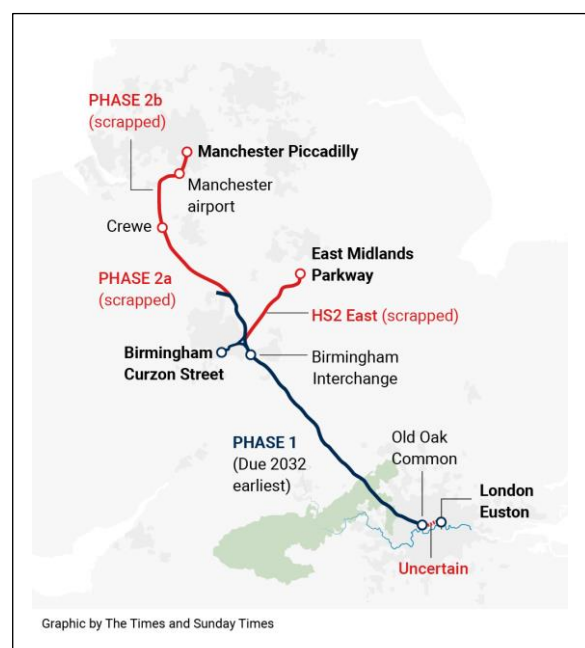 PHASE 2b
(scrapped)
Manchester Piccadilly
Manchester
airport
Crewe
East Midlands
Parkway
PHASE 2a
(scrapped)
HS2 East (scrapped)
Birmingham
Curzon Street
Birmingham
Interchange
PHASE 1
(Due 2032
earliest)
Old Oak
Common
London
Euston
Uncertain
Graphic by The Times and Sunday Times